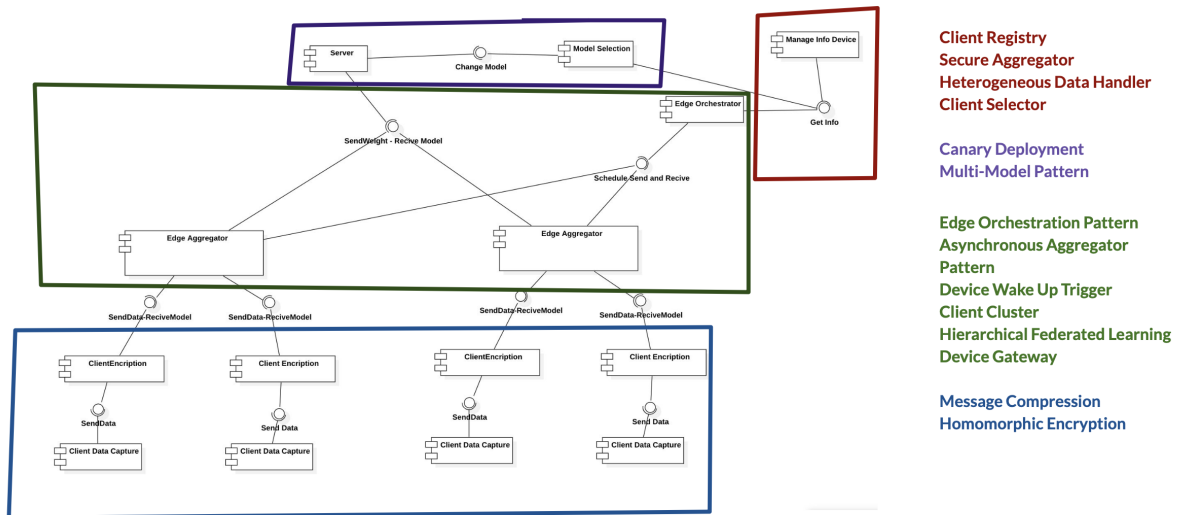 Server
Change Model
Model Selection
Manage Info Device
Edge Orchestrator
Get Info
SendWeight - Recive Model
Schedule Send and Recive
Edge Aggregator
Edge Aggregator
SendData-ReciveModel
SendData-ReciveModel
SendData-ReciveModel
SendData-ReciveModel
ClientEncription
Client Encription
ClientEncription
Client Encription
SendData
Send Data
SendData
Send Data
Client Data Capture
Client Data Capture
Client Data Capture
Client Data Capture
Client Registry
Secure Aggregator
Heterogeneous Data Handler
Client Selector
Canary Deployment
Multi-Model Pattern
Edge Orchestration Pattern
Asynchronous Aggregator
Pattern
Device Wake Up Trigger
Client Cluster
Hierarchical Federated Learning
Device Gateway
Message Compression
Homomorphic Encryption